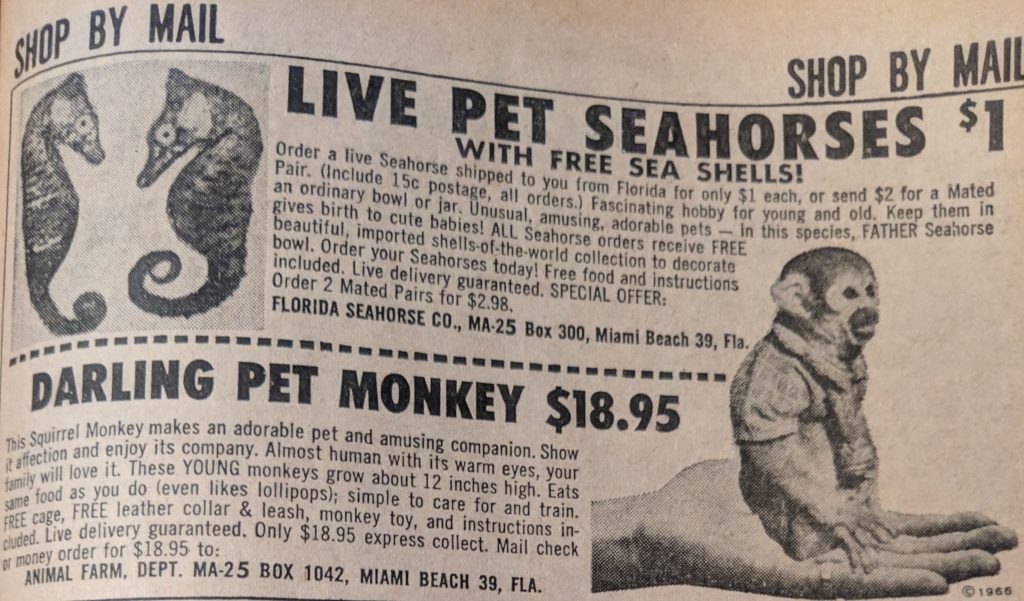 SHOP BY MAIL
SHOP BY MAIL
LIVE PET SEAHORSES $1
WITH FREE SEA SHELLS!
Order a live Seahorse shipped to you from Florida for only $1 each, or send $2 for a Mated
Pair. (Include 15c postage, all orders.) Fascinating hobby for young and old. Keep them in
an ordinary bowl or jar. Unusual, amusing, adorable pets — in this species, FATHER Seahorse
gives birth to cute babies! ALL Seahorse orders receive FREE
beautiful, imported shells-of-the-world collection to decorate
bowl. Order your Seahorses today! Free food and instructions
included. Live delivery guaranteed. SPECIAL OFFER:
Order 2 Mated Pairs for $2.98.
FLORIDA SEAHORSE CO., MA-25 Box 300, Miami Beach 39, Fla.
DARLING PET MONKEY $18.95
This Squirrel Monkey makes an adorable pet and amusing companion. Show
it affection and enjoy its company. Almost human with its warm eyes, your
family will love it. These YOUNG monkeys grow about 12 inches high. Eats
same food as you do (even likes lollipops); simple to care for and train.
FREE cage, FREE leather collar & leash, monkey toy, and instructions in-
cluded. Live delivery guaranteed. Only $18.95 express collect. Mail check
or money order for $18.95 to:
ANIMAL FARM, DEPT. MA-25 BOX 1042, MIAMI BEACH 39, FLA.
© 1966